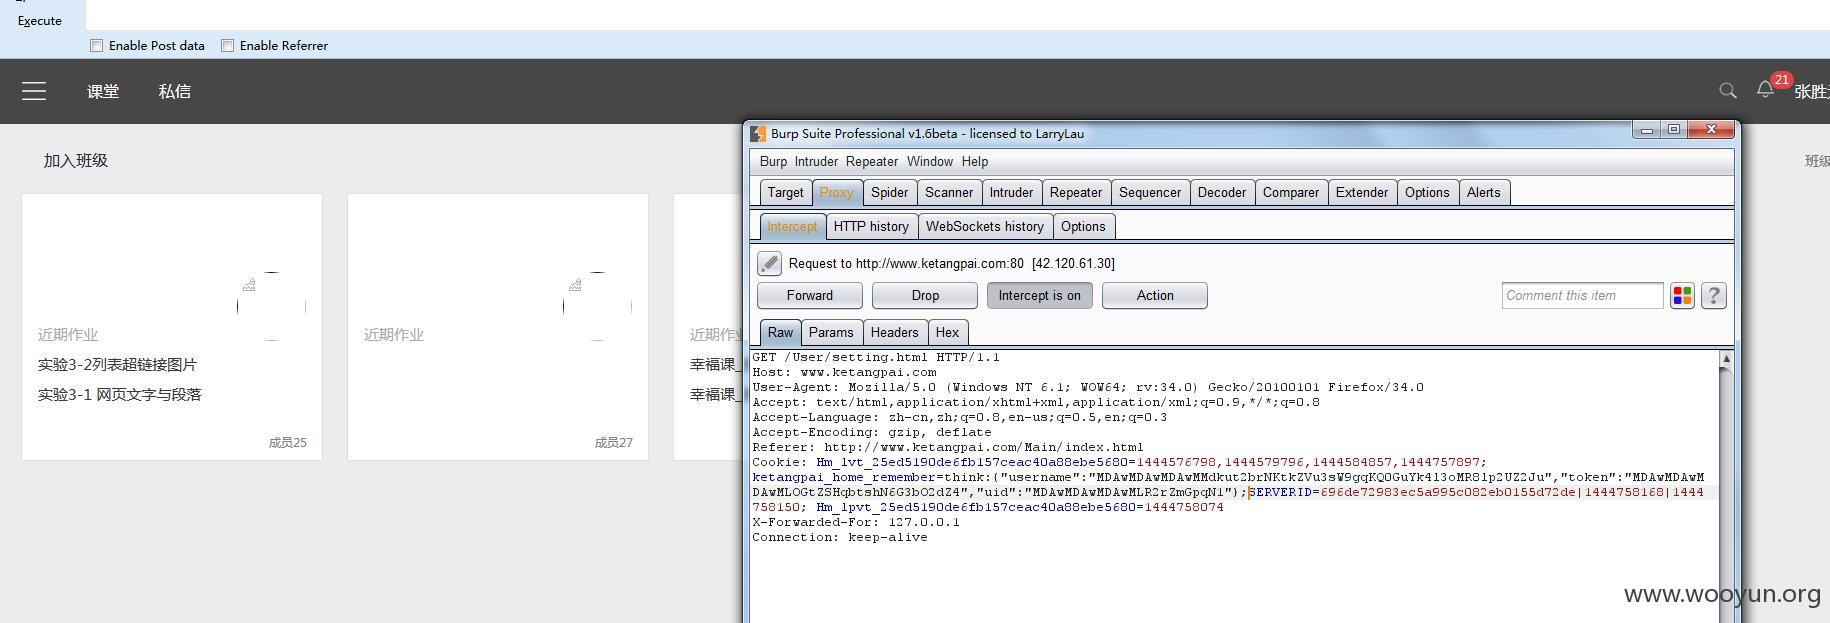 Execute
Enable Post data Enable Referrer
课堂 私信
21
加入班级
班级
近期作业
实验3-2列表超链接图片
实验3-1 网页文字与段落
成员25
近期作业
成员27
近期作业
幸福课_
幸福课_
Burp Suite Professional v1.6beta - licensed to LarryLau
Burp Intruder Repeater Window Help
Target Proxy Spider Scanner Intruder Repeater Sequencer Decoder Comparer Extender Options Alerts
Intercept HTTP history WebSockets history Options
Request to http://www.ketangpai.com:80 [42.120.61.30]
Forward Drop Intercept is on Action
Comment this item
?
Raw Params Headers Hex
GET /User/setting.html HTTP/1.1
Host: www.ketangpai.com
User-Agent: Mozilla/5.0 (Windows NT 6.1; WOW64; rv:34.0) Gecko/20100101 Firefox/34.0
Accept: text/html,application/xhtml+xml,application/xml;q=0.9,*/*;q=0.8
Accept-Language: zh-cn,zh;q=0.8,en-us;q=0.5,en;q=0.3
Accept-Encoding: gzip, deflate
Referer: http://www.ketangpai.com/Main/index.html
Cookie: Hm_lvt_25ed5190de6fb157ceac40a88ebe5680=1444576798,1444579796,1444584857,1444757897;
ketangpai_home_remember=think:{"username":"MDAwMDAwMDAwMMdkut2brNKtkZVu3sW9gqKQOGuYk4l3oMR8lp2UZ2Ju","token":"MDAwMDAwM
DAwMLOGtZSHqbtshN6G3bO2dZ4","uid":"MDAwMDAwMDAwMLR2rZmGpqN1"};SERVERID=696de72983ec5a995c082eb0155d72de|1444758168|1444
758150; Hm_lpvt_25ed5190de6fb157ceac40a88ebe5680=1444758074
X-Forwarded-For: 127.0.0.1
Connection: keep-alive
www.wooyun.org